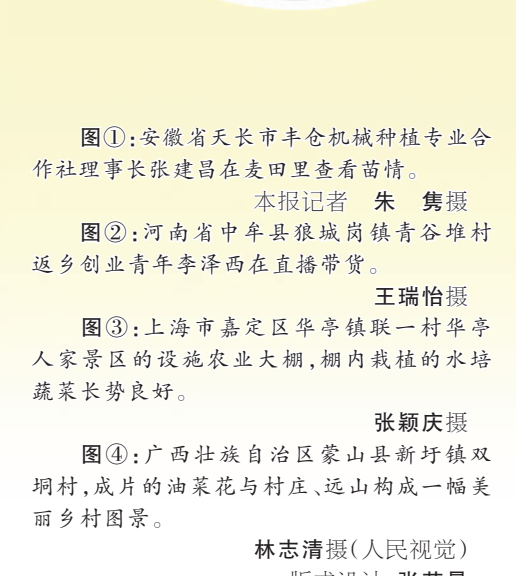 图①：安徽省天长市丰仓机械种植专业合
作社理事长张建昌在麦田里查看苗情。
本报记者　朱　隽摄
图②：河南省中牟县狼城岗镇青谷堆村
返乡创业青年李泽西在直播带货。
王瑞怡摄
图③：上海市嘉定区华亭镇联一村华亭
人家景区的设施农业大棚，棚内栽植的水培
蔬菜长势良好。
张颖庆摄
图④：广西壮族自治区蒙山县新圩镇双
垌村，成片的油菜花与村庄、远山构成一幅美
丽乡村图景。
林志清摄（人民视觉）